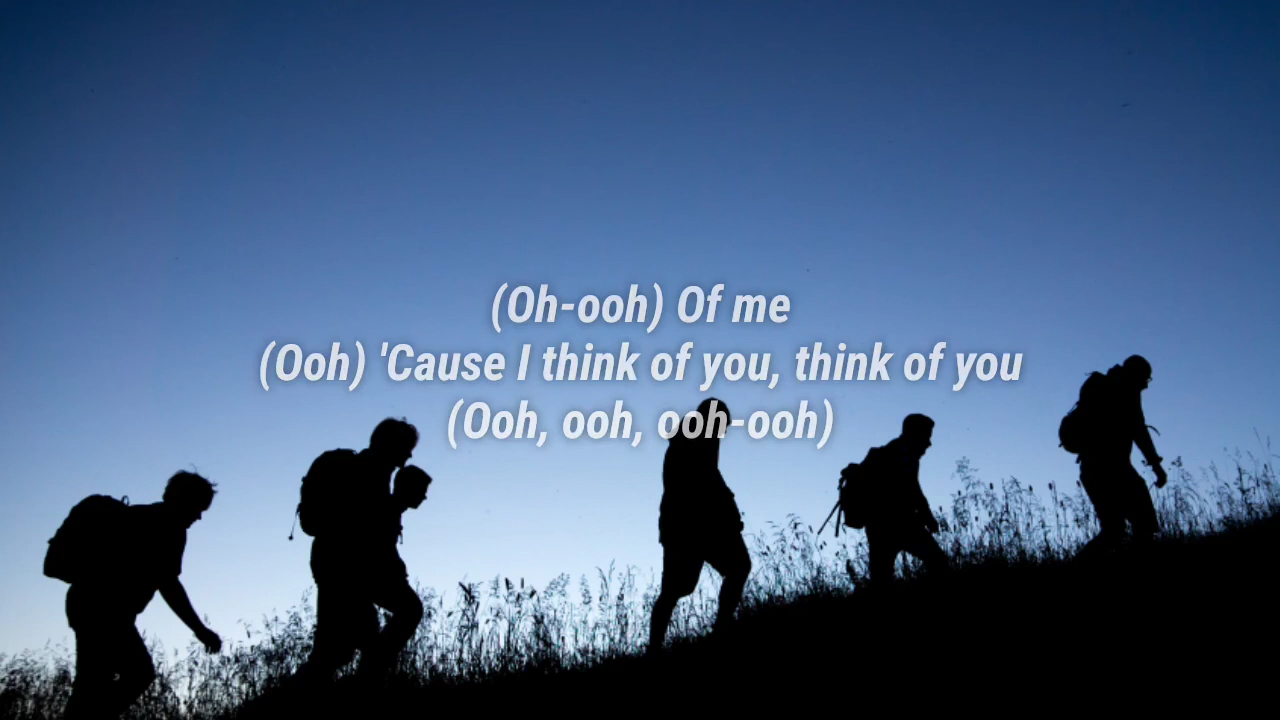 (Oh-ooh) Of me
(Ooh) 'Cause I think of you, think of you
(Ooh, ooh, ooh-ooh)